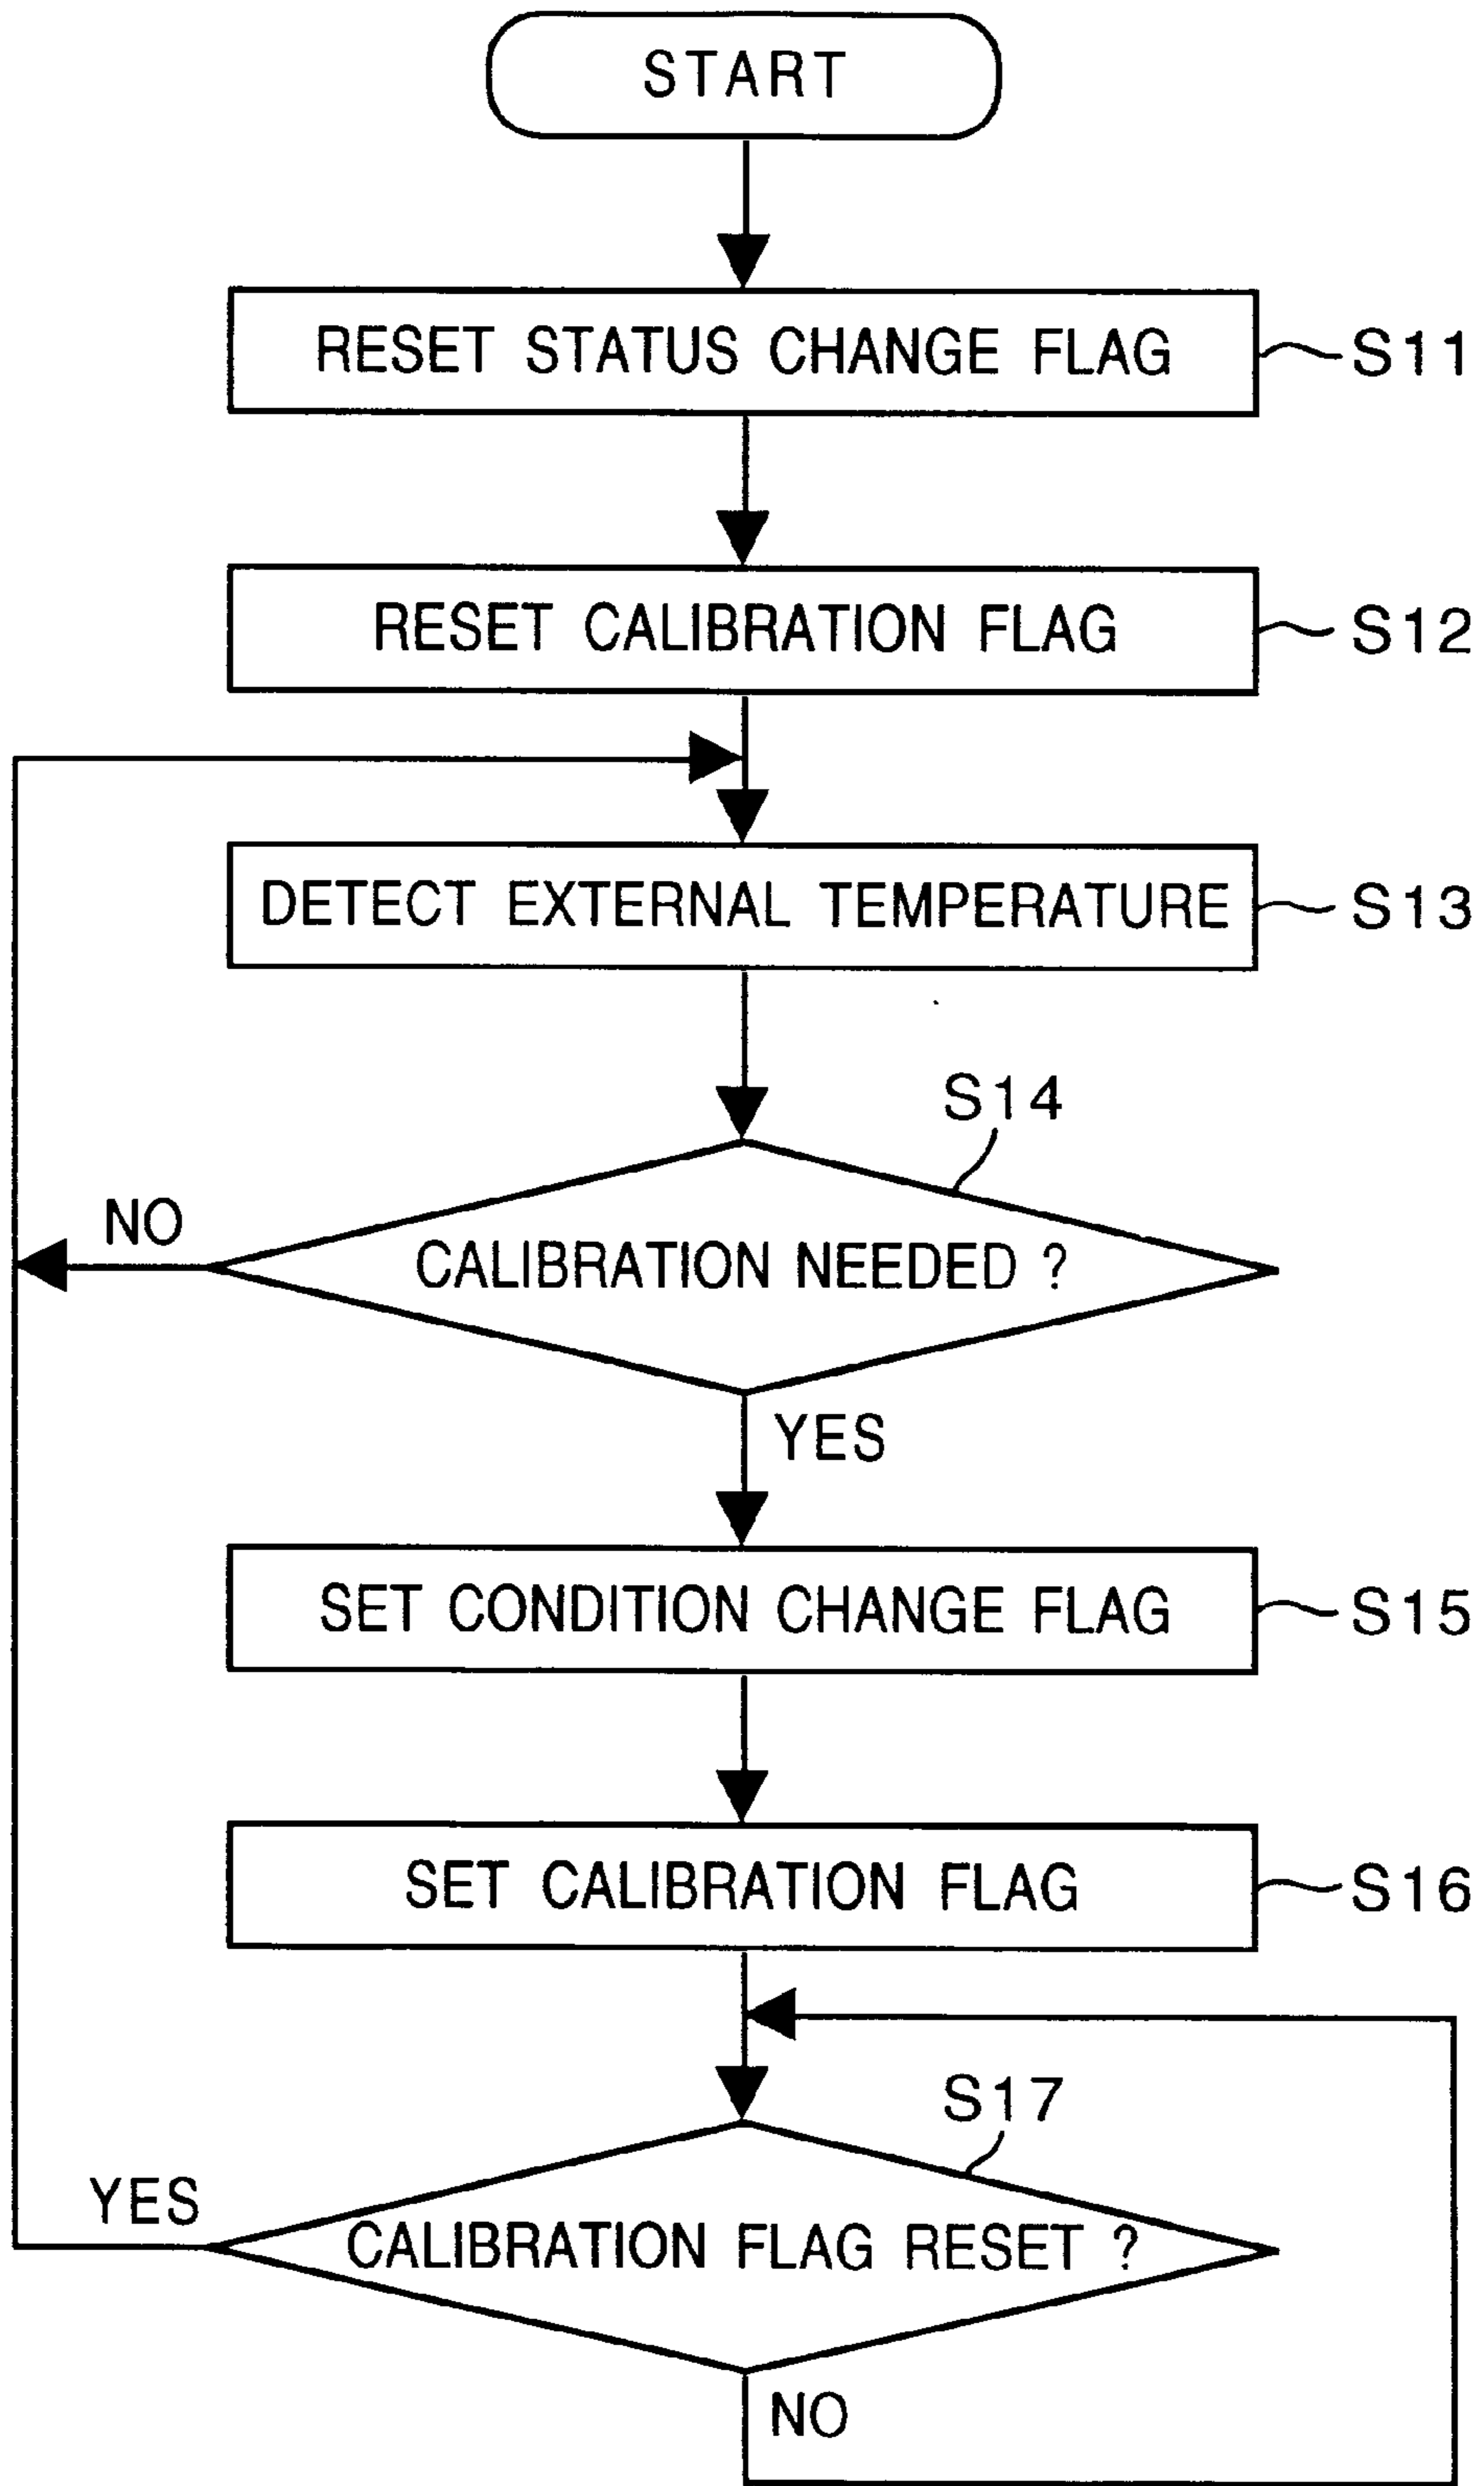 START
RESET STATUS CHANGE FLAG
S11
RESET CALIBRATION FLAG
S12
DETECT EXTERNAL TEMPERATURE
S13
S14
NO
CALIBRATION NEEDED ?
YES
SET CONDITION CHANGE FLAG
S15
SET CALIBRATION FLAG
S16
S17
YES
CALIBRATION FLAG RESET ?
NO